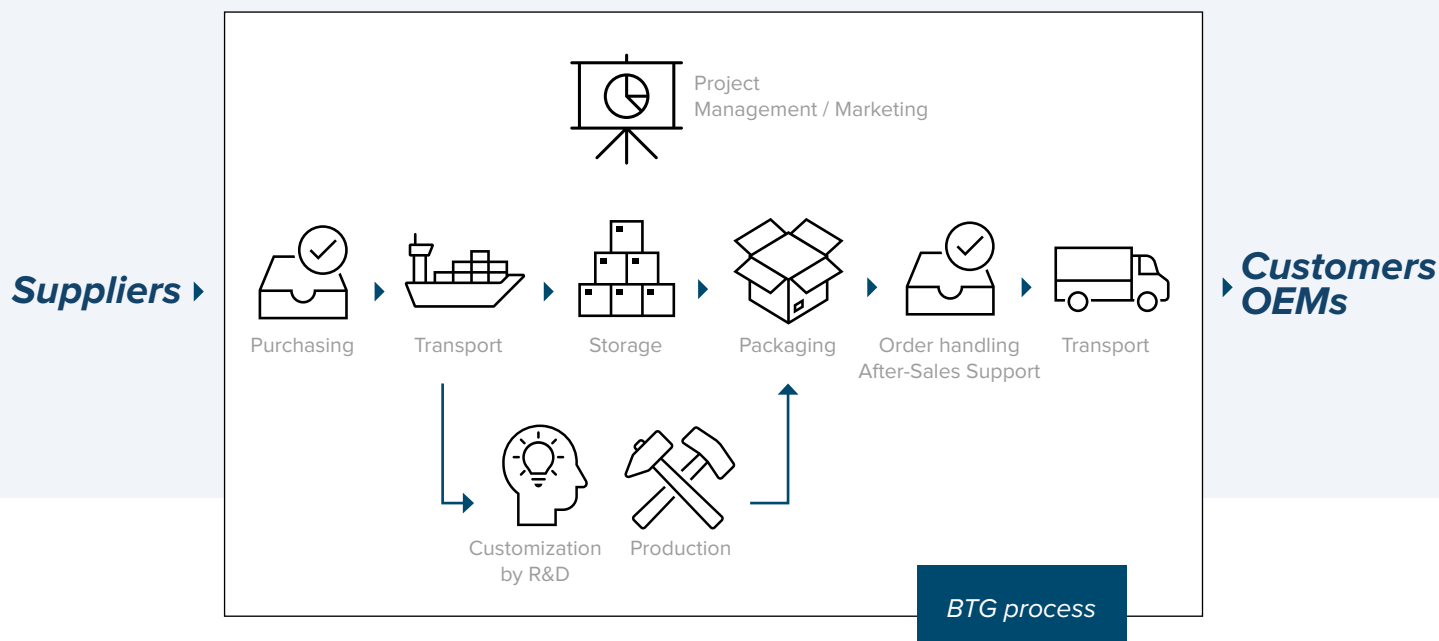 Project
Management / Marketing
Suppliers
Customers
OEMs
Purchasing
Transport
Storage
Packaging
Order handling
After-Sales Support
Transport
Customization
by R&D
Production
BTG process